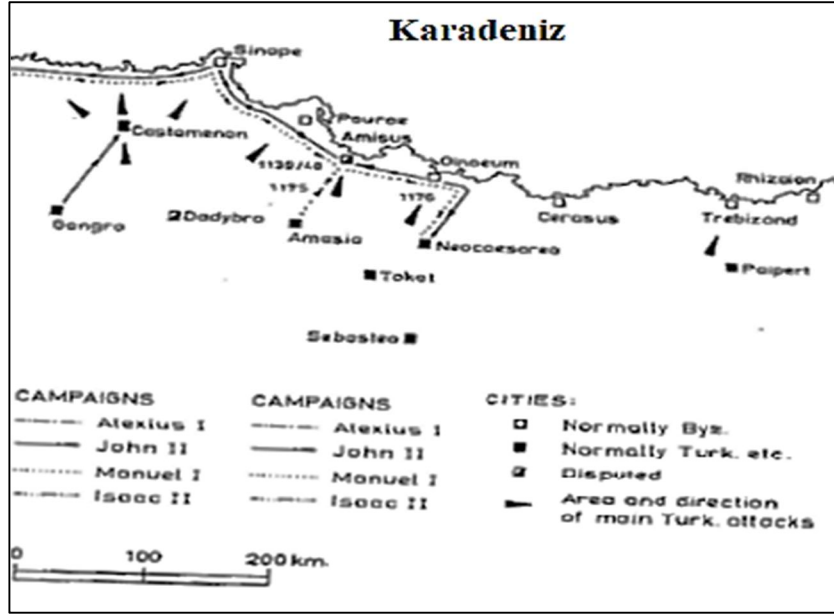 Karadeniz
Sinope
Pourae
Castamenon
Amisus
1139/40
Oinoeum
Rhizaion
1175
1176
Gangra
Dadybra
Cerasus
Trebizond
Amasia
Neocaesarea
Paipert
Tokat
Sebastea
CAMPAIGNS
Alexius I
John II
Manuel I
Isaac II
CAMPAIGNS
Alexius I
John II
Manuel I
Isaac II
CITIES:
Normally Byz.
Normally Turk. etc.
Disputed
Area and direction
of main Turk. attacks
0 100 200 km.